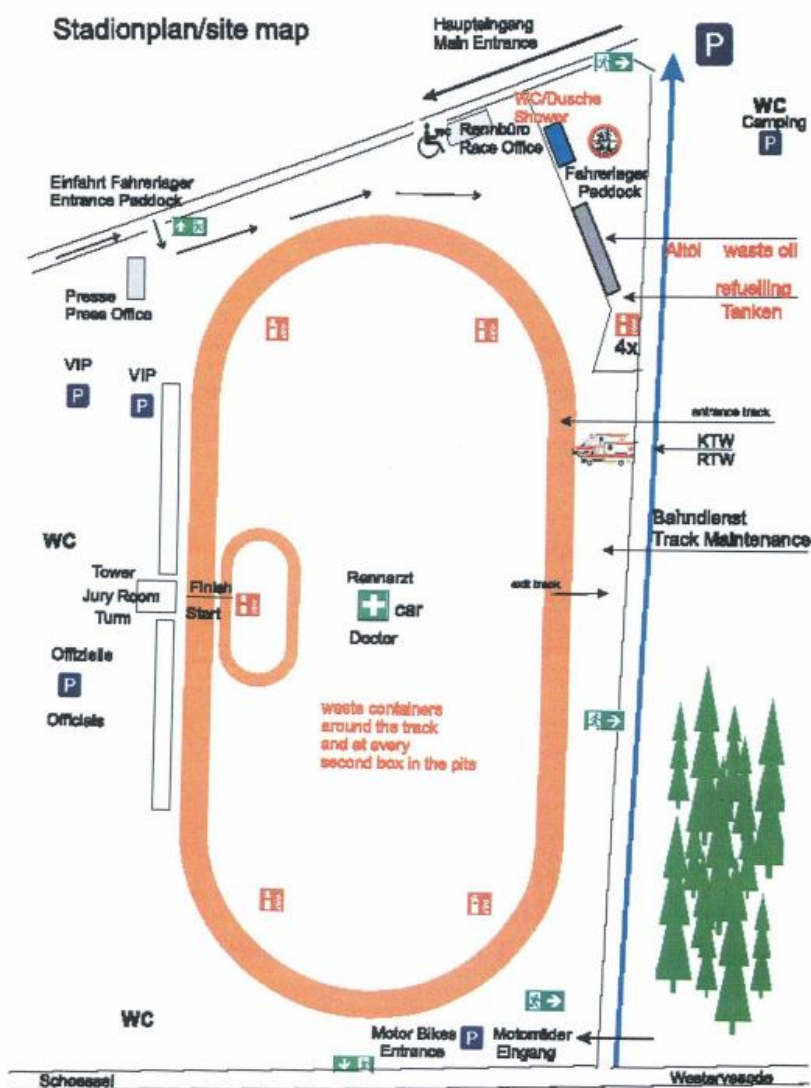 Stadionplan/site map
Haupteingang
Main Entrance
P
WC/Dusche
Shower
WC
Camping
P
WC
Rennbüro
Race Office
Fahrerlager
Paddock
Einfahrt Fahrerlager
Entrance Paddock
Altöl waste oil
refuelling
Tanken
Presse
Press Office
4x
VIP
P
VIP
P
entrance track
KTW
RTW
Bahndienst
Track Maintenance
WC
Tower
Jury Room
Turm
Finish
Start
Rennarzt
car
Doctor
exit track
Offizielle
P
Officials
waste containers
around the track
and at every
second box in the pits
WC
Motor Bikes
Entrance
P
Motorräder
Eingang
Scheessel
Westervesede